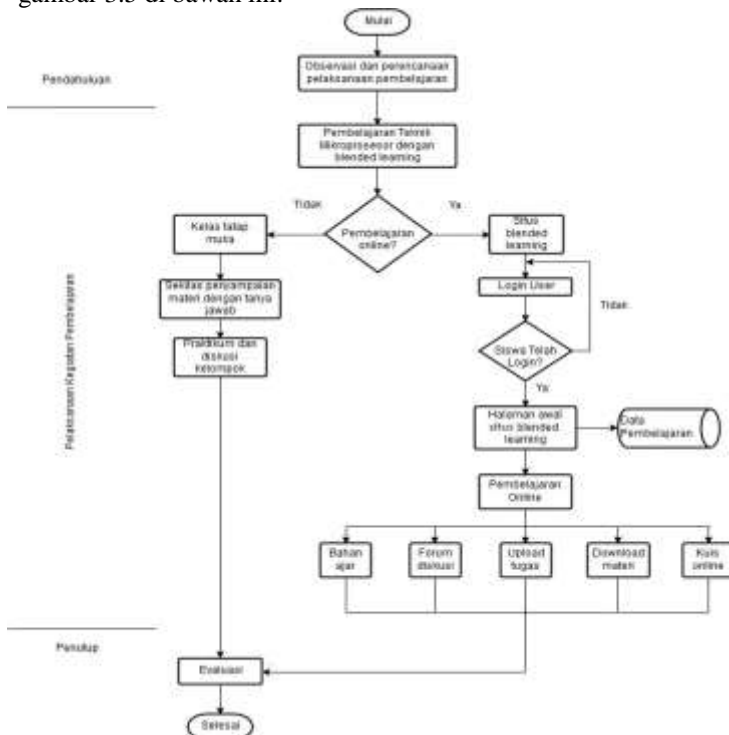 gambar 3.3 di bawah ini.
Mulai
Observasi dan perencanaan
pelaksanaan pembelajaran
Pendahuluan
Pembelajaran Teknik
Mikroprosesor dengan
blended learning
Tidak
Ya
Kelas tatap
muka
Pembelajaran
online?
Situs
blended
learning
Sekilas penyampaian
materi dengan tanya
jawab
Login User
Tidak
Praktikum dan
diskusi
kelompok
Siswa Telah
Login?
Ya
Pelaksanaan Kegiatan Pembelajaran
Halaman awal
situs blended
learning
Data
Pembelajaran
Pembelajaran
Online
Bahan
ajar
Forum
diskusi
Upload
tugas
Download
materi
Kuis
online
Penutup
Evaluasi
Selesai